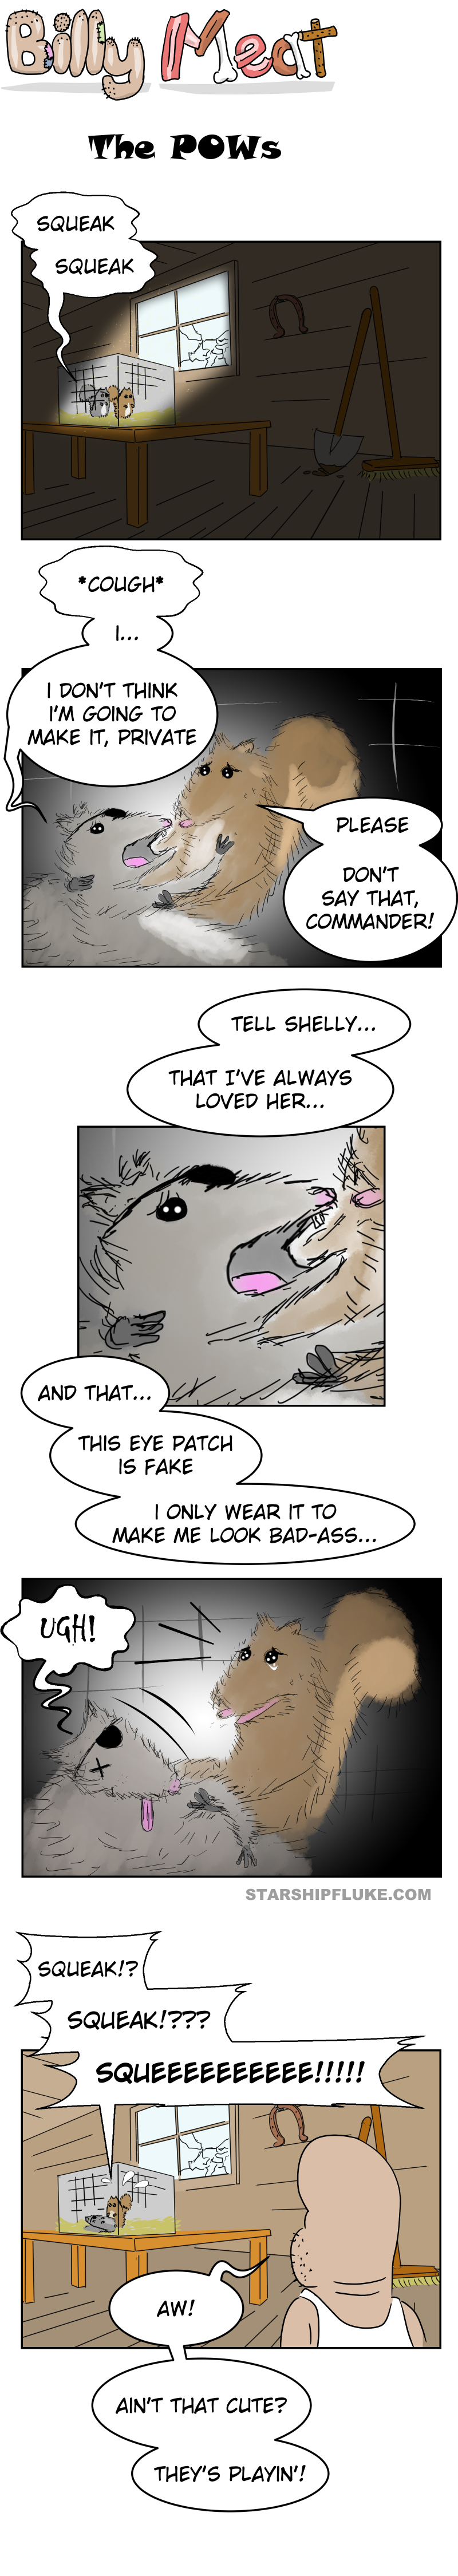 Billy Meat
The POWs
SQUEAK
SQUEAK
*COUGH*
I...
I DON'T THINK
I'M GOING TO
MAKE IT, PRIVATE
PLEASE
DON'T
SAY THAT,
COMMANDER!
TELL SHELLY...
THAT I'VE ALWAYS
LOVED HER...
AND THAT...
THIS EYE PATCH
IS FAKE
I ONLY WEAR IT TO
MAKE ME LOOK BAD-ASS...
UGH!
STARSHIPFLUKE.COM
SQUEAK!?
SQUEAK!???
SQUEEEEEEEEEEE!!!!!
AW!
AIN'T THAT CUTE?
THEY'S PLAYIN'!